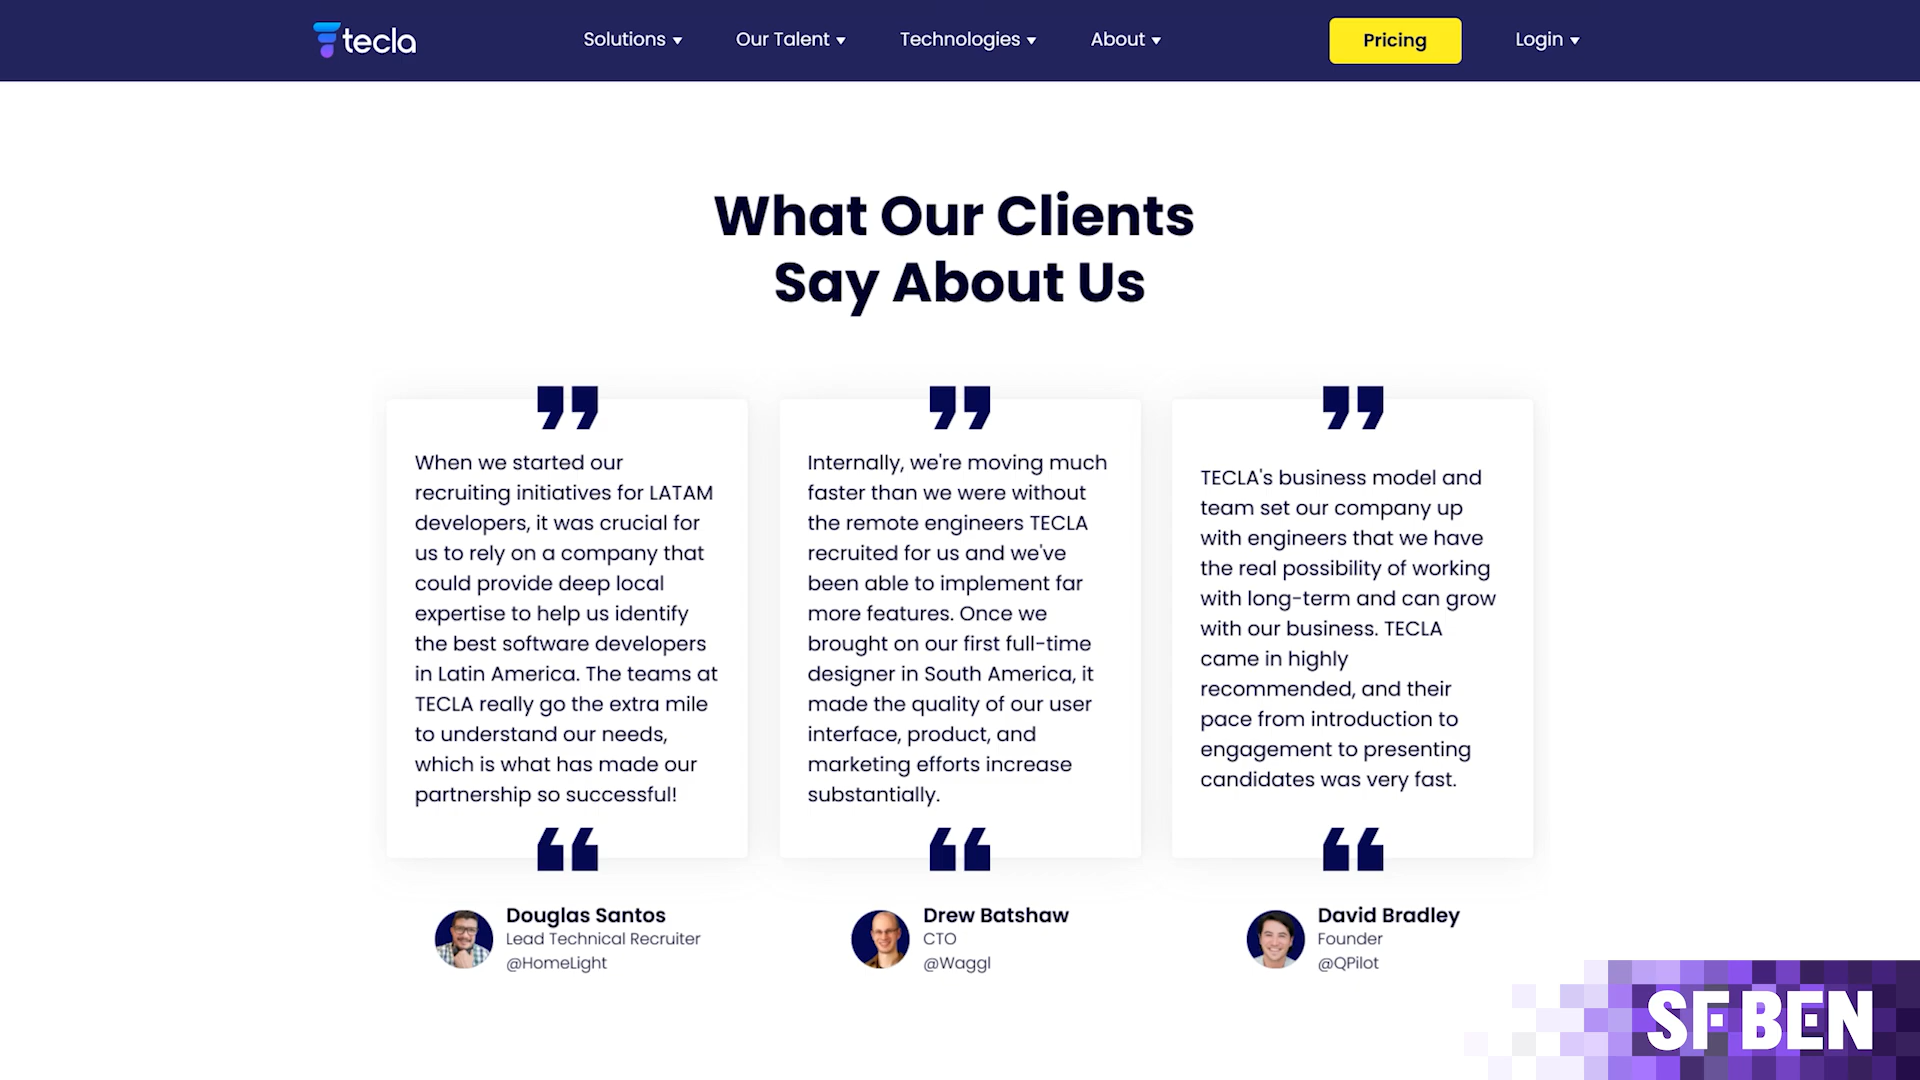 tecla
Solutions
Our Talent
Technologies
About
Pricing
Login
What Our Clients
Say About Us
When we started our
recruiting initiatives for LATAM
developers, it was crucial for
us to rely on a company that
could provide deep local
expertise to help us identify
the best software developers
in Latin America. The teams at
TECLA really go the extra mile
to understand our needs,
which is what has made our
partnership so successful!
Douglas Santos
Lead Technical Recruiter
@HomeLight
Internally, we're moving much
faster than we were without
the remote engineers TECLA
recruited for us and we've
been able to implement far
more features. Once we
brought on our first full-time
designer in South America, it
made the quality of our user
interface, product, and
marketing efforts increase
substantially.
Drew Batshaw
CTO
@Waggl
TECLA's business model and
team set our company up
with engineers that we have
the real possibility of working
with long-term and can grow
with our business. TECLA
came in highly
recommended, and their
pace from introduction to
engagement to presenting
candidates was very fast.
David Bradley
Founder
@QPilot
SF BEN